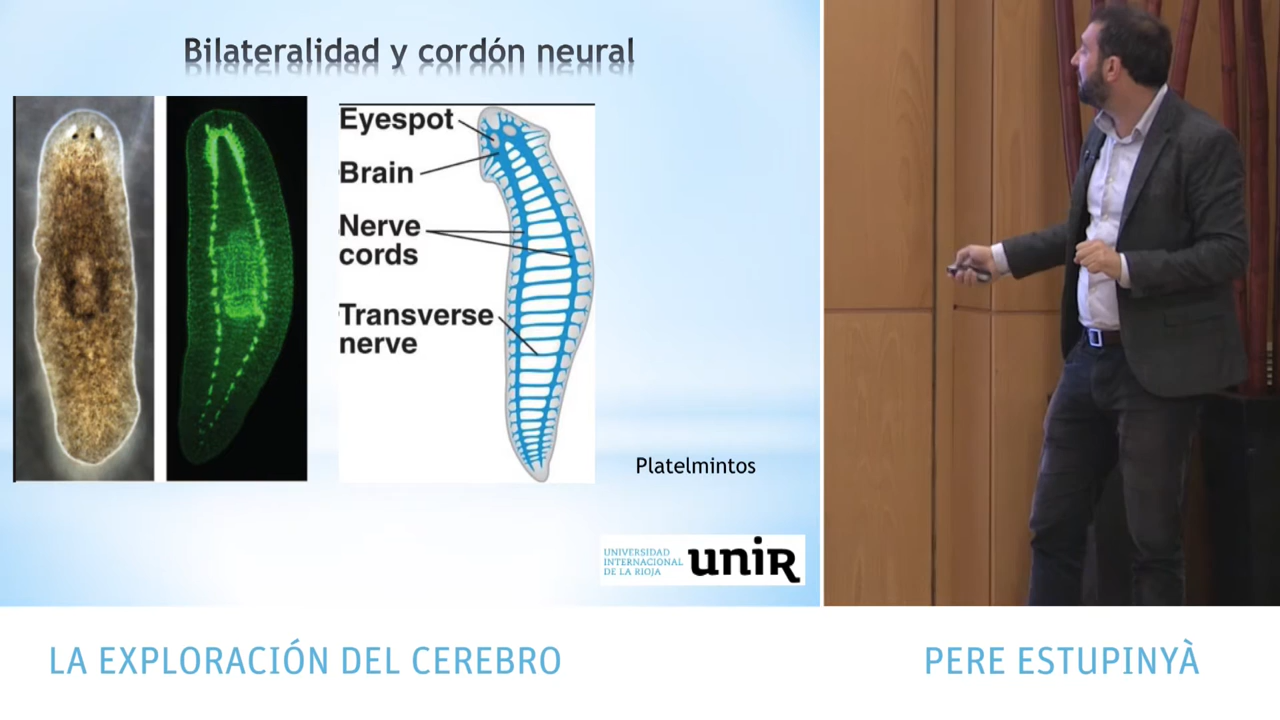 Bilateralidad y cordón neural
Eyespot
Brain
Nerve
cords
Transverse
nerve
Platelmintos
UNIVERSIDAD
INTERNACIONAL
DE LA RIOJA
uniR
LA EXPLORACIÓN DEL CEREBRO
PERE ESTUPINYÀ